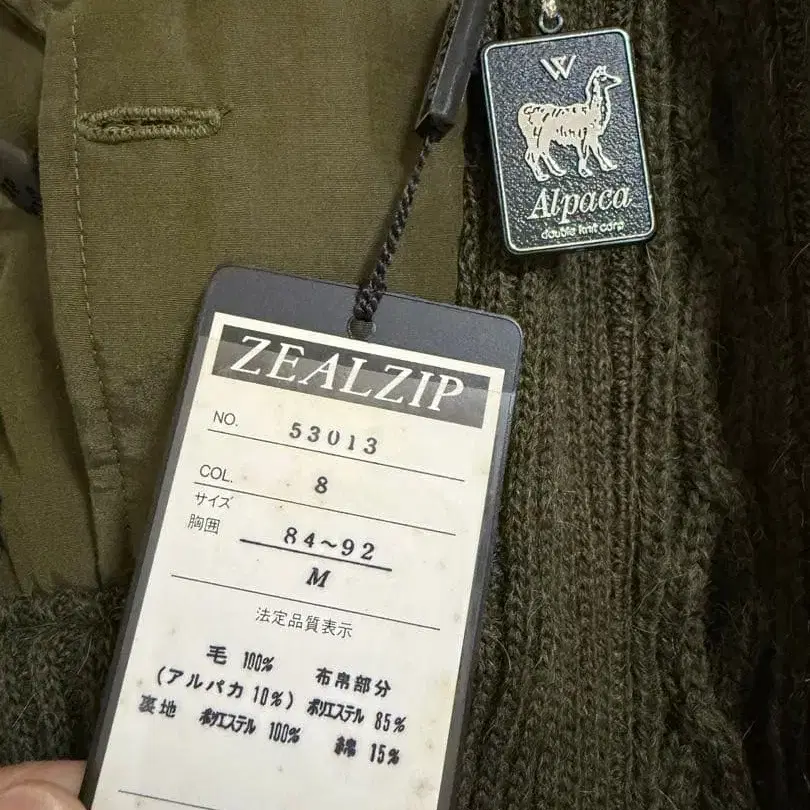 W
Alpaca
double knit corp
ZEALZIP
NO. 53013
COL. 8
サイズ
胸囲 84~92
M
法定品質表示
毛 100% 布帛部分
(アルパカ 10%) ポリエステル 85%
裏地 ポリエステル 100% 綿 15%